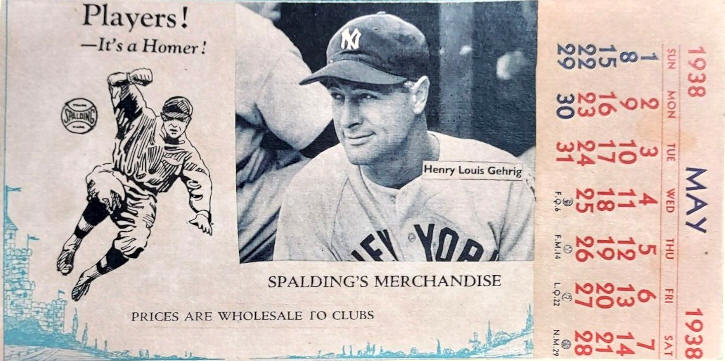 Players!
—It's a Homer!
SPALDING
NY
Henry Louis Gehrig
NEW YORK
SPALDING'S MERCHANDISE
PRICES ARE WHOLESALE TO CLUBS
1938 MAY 1938
SUN MON TUE WED THU FRI SAT
1 2 3 4 5 6 7
8 9 10 11 12 13 14
15 16 17 18 19 20 21
22 23 24 25 26 27 28
29 30 31 F.Q.6 F.M.14 L.Q.22 N.M.29